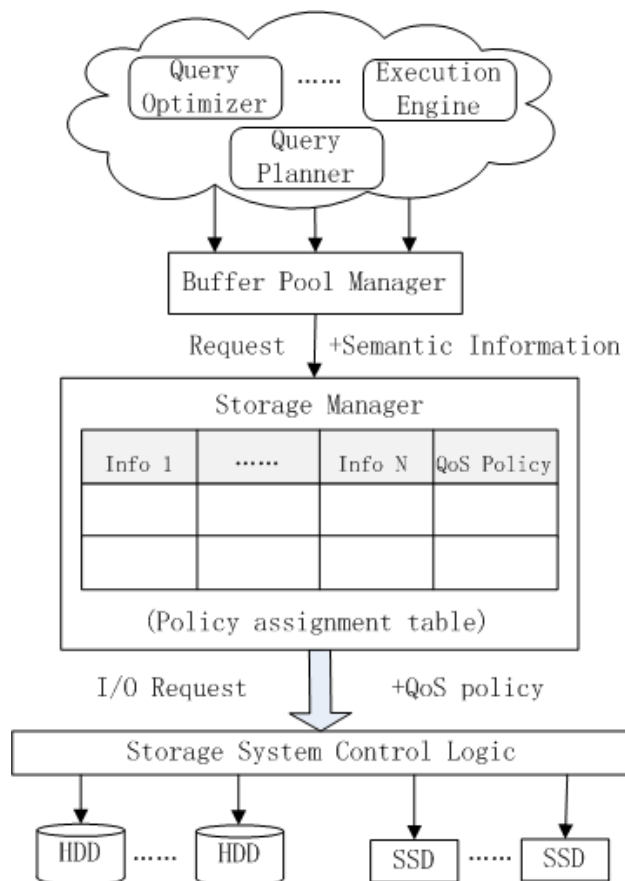 Query
Optimizer
……
Execution
Engine
Query
Planner
Buffer Pool Manager
Request +Semantic Information
Storage Manager
Info 1 …… Info N QoS Policy
(Policy assignment table)
I/O Request +QoS policy
Storage System Control Logic
HDD …… HDD SSD …… SSD